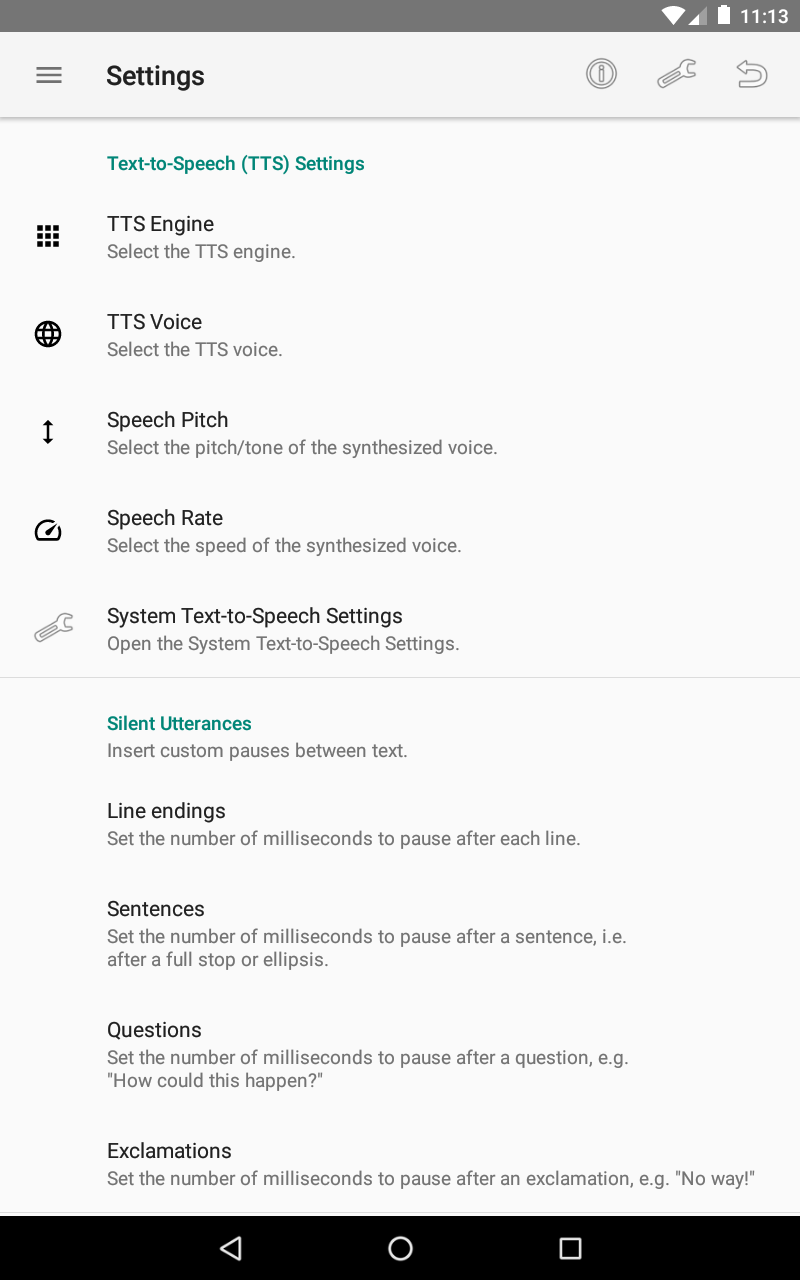 11:13
Settings
Text-to-Speech (TTS) Settings
TTS Engine
Select the TTS engine.
TTS Voice
Select the TTS voice.
Speech Pitch
Select the pitch/tone of the synthesized voice.
Speech Rate
Select the speed of the synthesized voice.
System Text-to-Speech Settings
Open the System Text-to-Speech Settings.
Silent Utterances
Insert custom pauses between text.
Line endings
Set the number of milliseconds to pause after each line.
Sentences
Set the number of milliseconds to pause after a sentence, i.e.
after a full stop or ellipsis.
Questions
Set the number of milliseconds to pause after a question, e.g.
"How could this happen?"
Exclamations
Set the number of milliseconds to pause after an exclamation, e.g. "No way!"